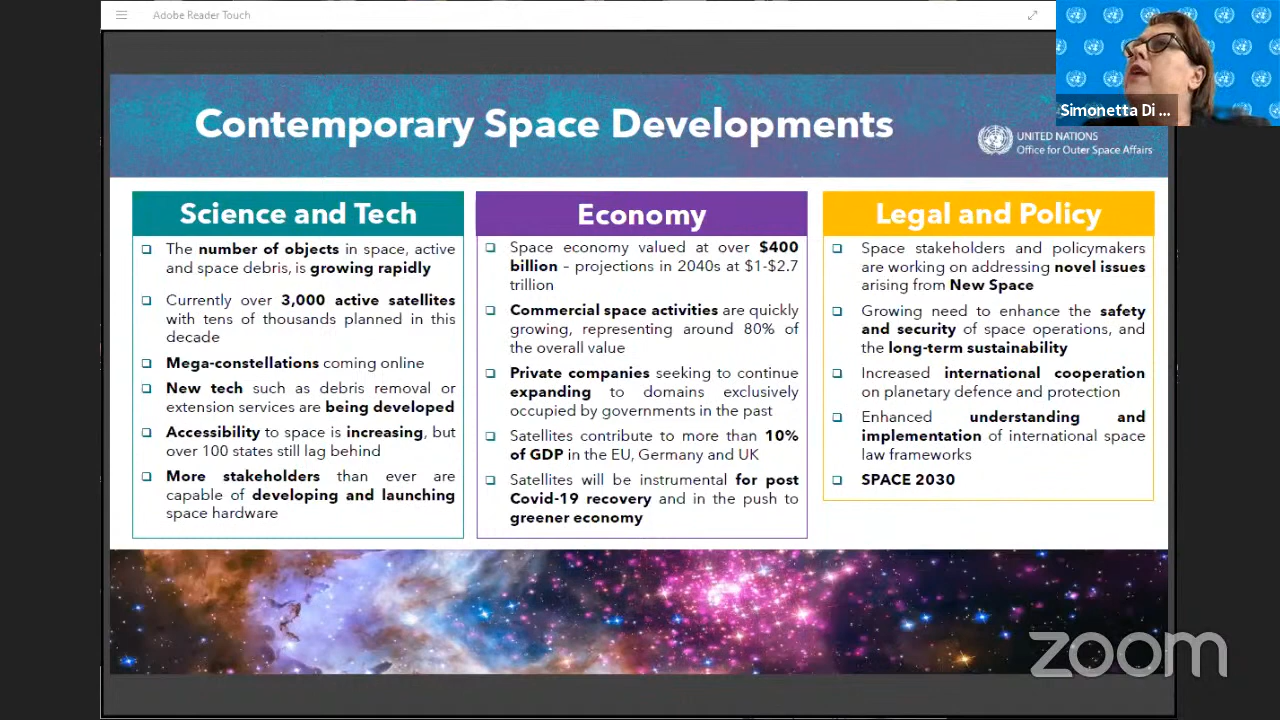 Adobe Reader Touch
Simonetta Di ...
Contemporary Space Developments
UNITED NATIONS
Office for Outer Space Affairs
Science and Tech
The number of objects in space, active
and space debris, is growing rapidly
Currently over 3,000 active satellites
with tens of thousands planned in this
decade
Mega-constellations coming online
New tech such as debris removal or
extension services are being developed
Accessibility to space is increasing, but
over 100 states still lag behind
More stakeholders than ever are
capable of developing and launching
space hardware
Economy
Space economy valued at over $400
billion – projections in 2040s at $1-$2.7
trillion
Commercial space activities are quickly
growing, representing around 80% of
the overall value
Private companies seeking to continue
expanding to domains exclusively
occupied by governments in the past
Satellites contribute to more than 10%
of GDP in the EU, Germany and UK
Satellites will be instrumental for post
Covid-19 recovery and in the push to
greener economy
Legal and Policy
Space stakeholders and policymakers
are working on addressing novel issues
arising from New Space
Growing need to enhance the safety
and security of space operations, and
the long-term sustainability
Increased international cooperation
on planetary defence and protection
Enhanced understanding and
implementation of international space
law frameworks
SPACE 2030
zoom